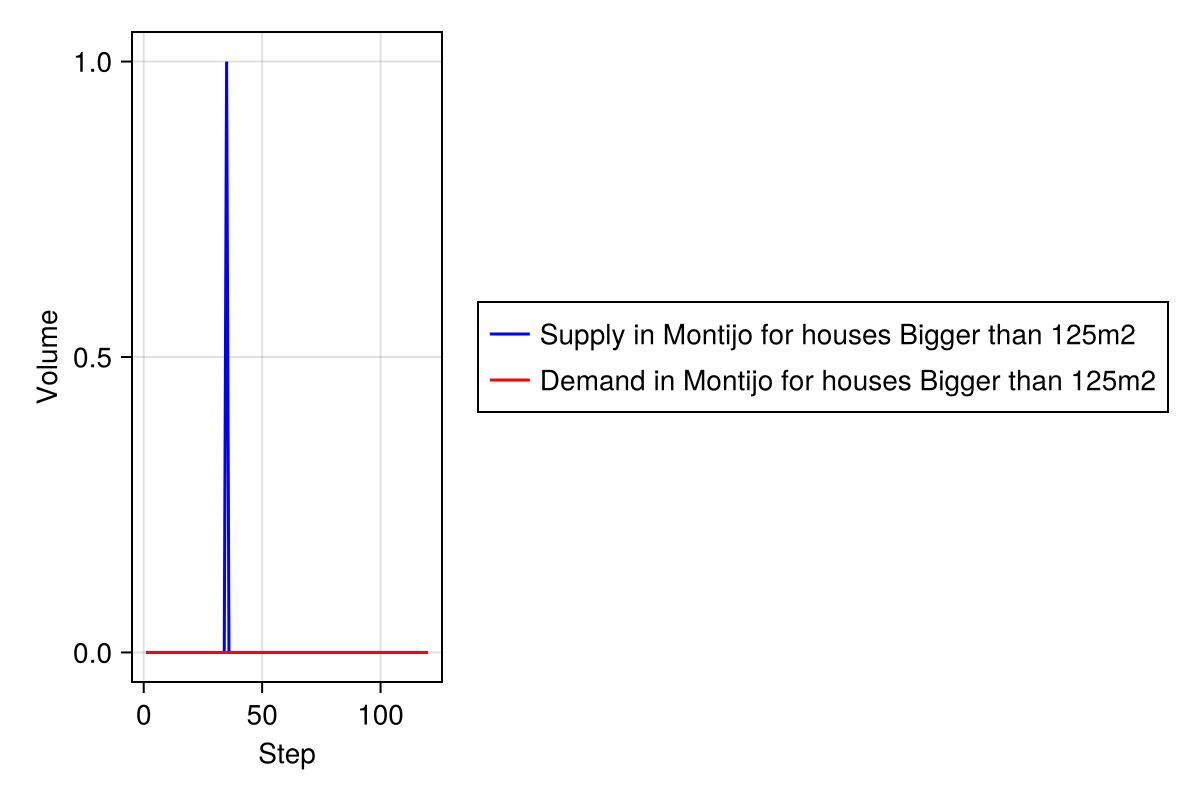 1.0
0.5
0.0
Volume
0
50
100
Step
Supply in Montijo for houses Bigger than 125m2
Demand in Montijo for houses Bigger than 125m2